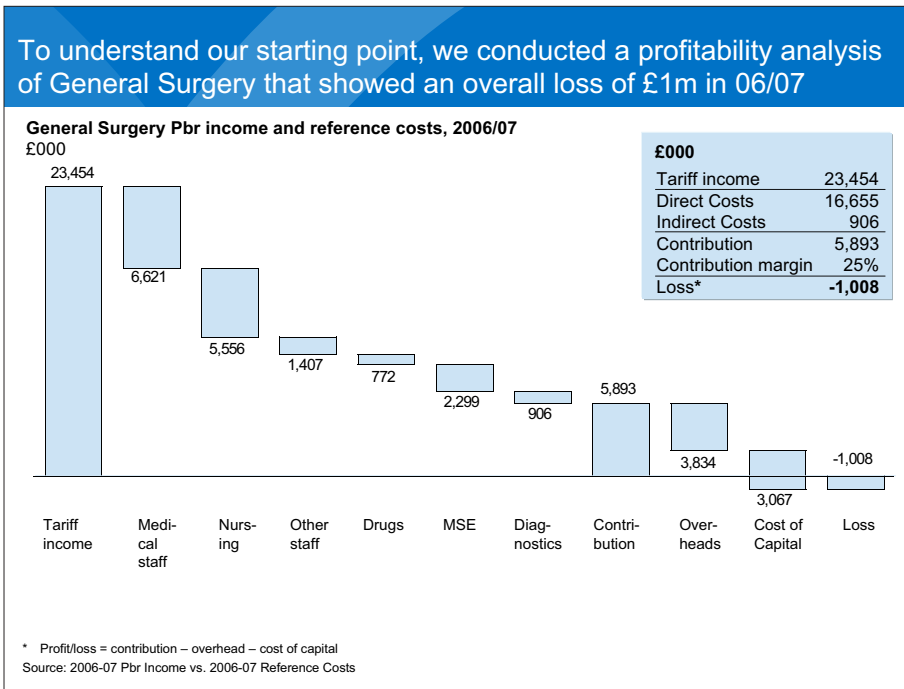 To understand our starting point, we conducted a profitability analysis
of General Surgery that showed an overall loss of £1m in 06/07
General Surgery Pbr income and reference costs, 2006/07
£000
23,454
6,621
5,556
1,407
772
2,299
906
5,893
3,834
3,067
-1,008
£000
Tariff income 23,454
Direct Costs 16,655
Indirect Costs 906
Contribution 5,893
Contribution margin 25%
Loss* -1,008
Tariff
income
Medi-
cal
staff
Nurs-
ing
Other
staff
Drugs
MSE
Diag-
nostics
Contri-
bution
Over-
heads
Cost of
Capital
Loss
* Profit/loss = contribution – overhead – cost of capital
Source: 2006-07 Pbr Income vs. 2006-07 Reference Costs